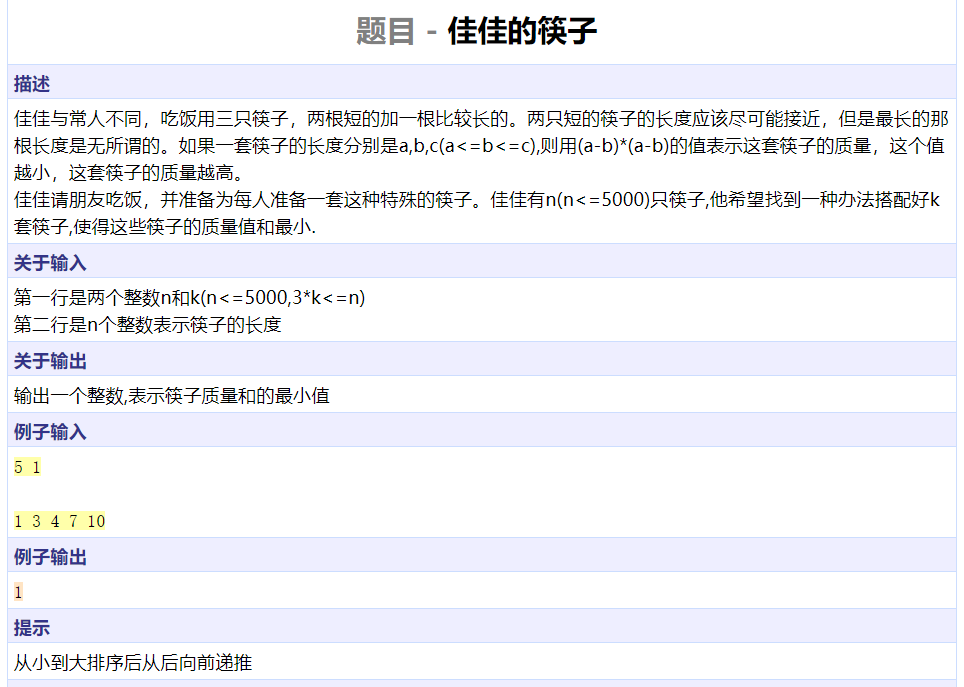 题目 - 佳佳的筷子
描述
佳佳与常人不同，吃饭用三只筷子，两根短的加一根比较长的。两只短的筷子的长度应该尽可能接近，但是最长的那
根长度是无所谓的。如果一套筷子的长度分别是a,b,c(a<=b<=c),则用(a-b)*(a-b)的值表示这套筷子的质量，这个值
越小，这套筷子的质量越高。
佳佳请朋友吃饭，并准备为每人准备一套这种特殊的筷子。佳佳有n(n<=5000)只筷子,他希望找到一种办法搭配好k
套筷子,使得这些筷子的质量值和最小.
关于输入
第一行是两个整数n和k(n<=5000,3*k<=n)
第二行是n个整数表示筷子的长度
关于输出
输出一个整数,表示筷子质量和的最小值
例子输入
5 1
1 3 4 7 10
例子输出
1
提示
从小到大排序后从后向前递推